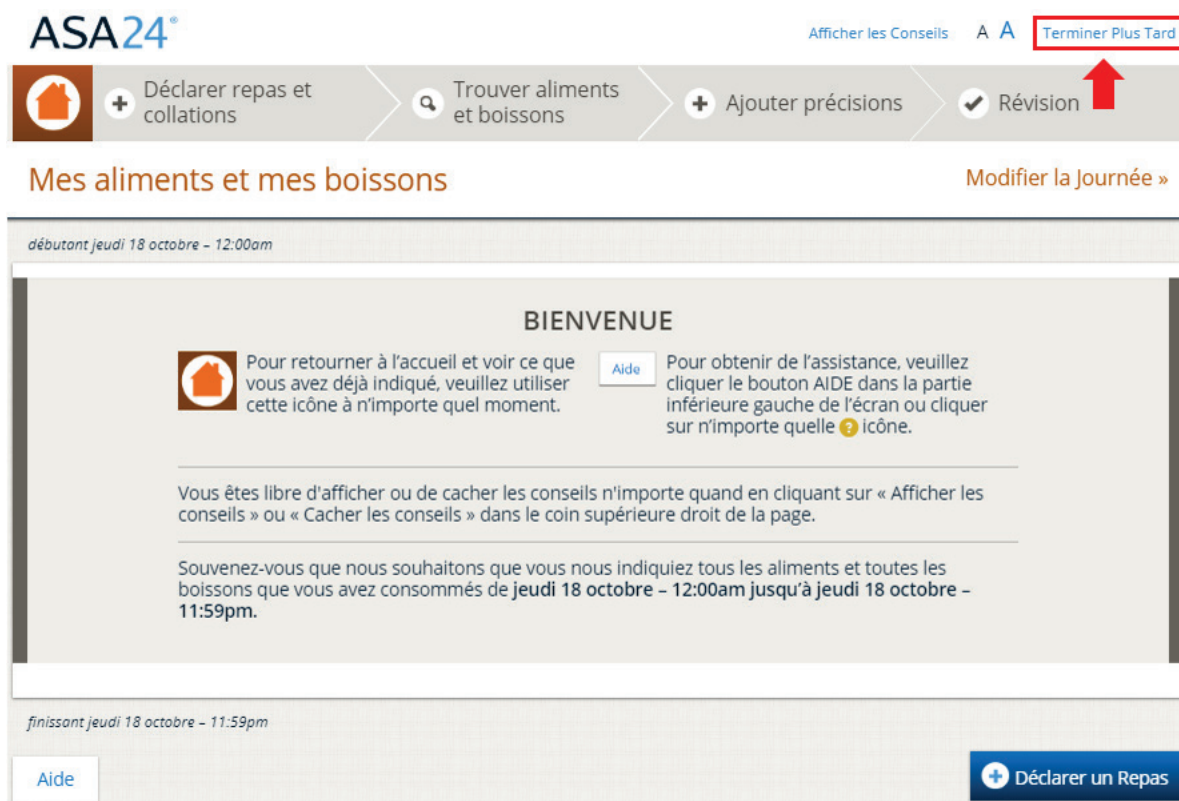 ASA24®
Afficher les Conseils A A Terminer Plus Tard
Déclarer repas et
collations
Trouver aliments
et boissons
Ajouter précisions
Révision
Mes aliments et mes boissons
Modifier la Journée »
débutant jeudi 18 octobre – 12:00am
BIENVENUE
Pour retourner à l’accueil et voir ce que
vous avez déjà indiqué, veuillez utiliser
cette icône à n’importe quel moment.
Aide
Pour obtenir de l’assistance, veuillez
cliquer le bouton AIDE dans la partie
inférieure gauche de l’écran ou cliquer
sur n’importe quelle ? icône.
Vous êtes libre d'afficher ou de cacher les conseils n'importe quand en cliquant sur « Afficher les
conseils » ou « Cacher les conseils » dans le coin supérieure droit de la page.
Souvenez-vous que nous souhaitons que vous nous indiquiez tous les aliments et toutes les
boissons que vous avez consommés de jeudi 18 octobre – 12:00am jusqu’à jeudi 18 octobre –
11:59pm.
finissant jeudi 18 octobre – 11:59pm
Aide
Déclarer un Repas